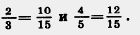 2/3 = 10/15 и 4/5 = 12/15.